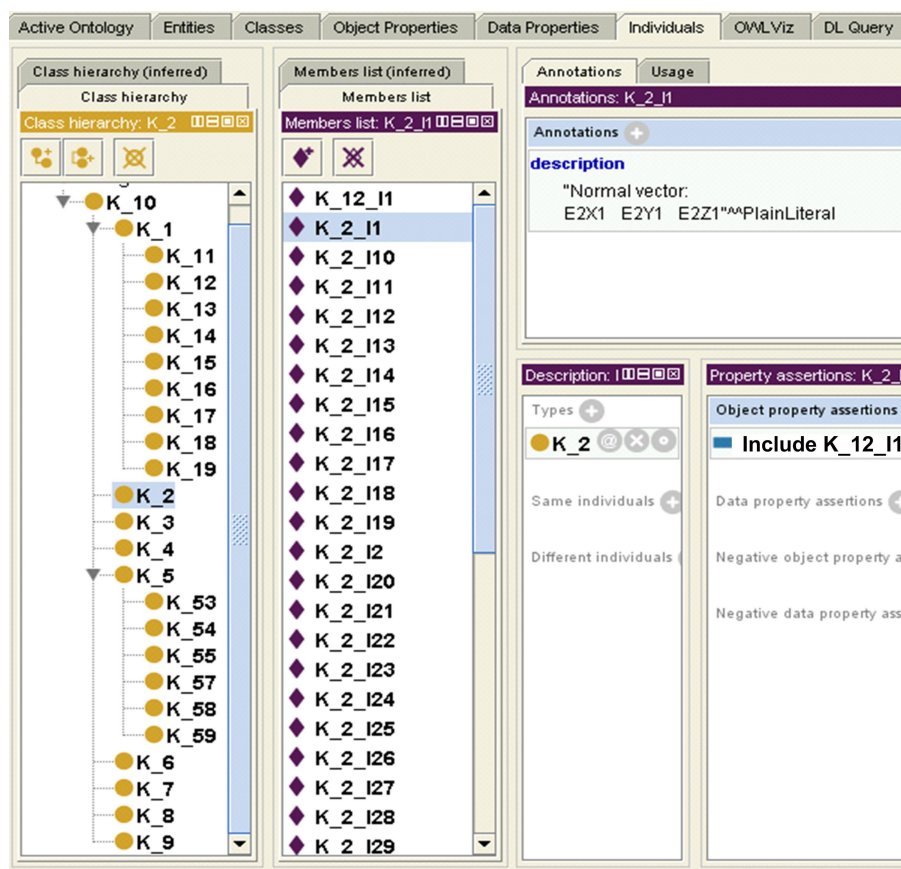 Active Ontology Entities Classes Object Properties Data Properties Individuals OWLViz DL Query
Class hierarchy (inferred)
Class hierarchy
Class hierarchy: K_2
K_10
K_1
K_11
K_12
K_13
K_14
K_15
K_16
K_17
K_18
K_19
K_2
K_3
K_4
K_5
K_53
K_54
K_55
K_57
K_58
K_59
K_6
K_7
K_8
K_9
Members list (inferred)
Members list
Members list: K_2_I1
K_12_I1
K_2_I1
K_2_I10
K_2_I11
K_2_I12
K_2_I13
K_2_I14
K_2_I15
K_2_I16
K_2_I17
K_2_I18
K_2_I19
K_2_I2
K_2_I20
K_2_I21
K_2_I22
K_2_I23
K_2_I24
K_2_I25
K_2_I26
K_2_I27
K_2_I28
K_2_I29
Annotations Usage
Annotations: K_2_I1
Annotations
description
"Normal vector:
E2X1 E2Y1 E2Z1"^^PlainLiteral
Description: I
Types
K_2
Same individuals
Different individuals
Property assertions: K_2_I
Object property assertions
Include K_12_I1
Data property assertions
Negative object property a
Negative data property ass